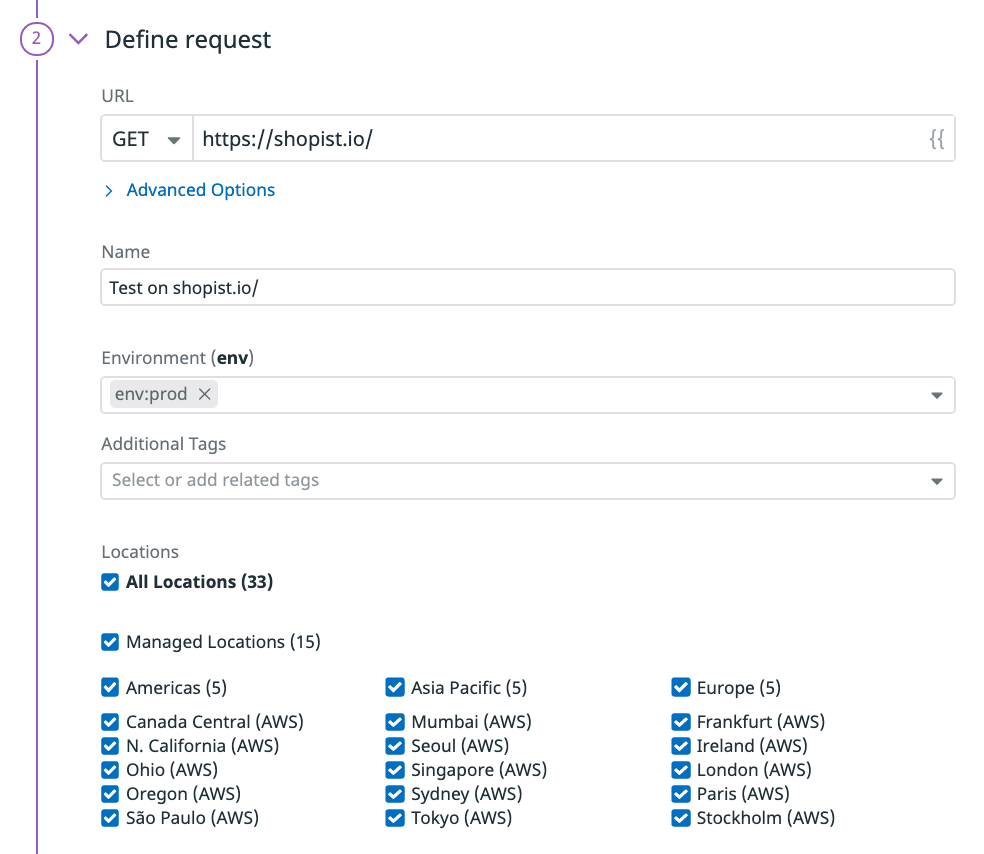 2 Define request
URL
GET https://shopist.io/ {{
Advanced Options
Name
Test on shopist.io/
Environment (env)
env:prod
Additional Tags
Select or add related tags
Locations
All Locations (33)
Managed Locations (15)
Americas (5) Asia Pacific (5) Europe (5)
Canada Central (AWS) Mumbai (AWS) Frankfurt (AWS)
N. California (AWS) Seoul (AWS) Ireland (AWS)
Ohio (AWS) Singapore (AWS) London (AWS)
Oregon (AWS) Sydney (AWS) Paris (AWS)
São Paulo (AWS) Tokyo (AWS) Stockholm (AWS)